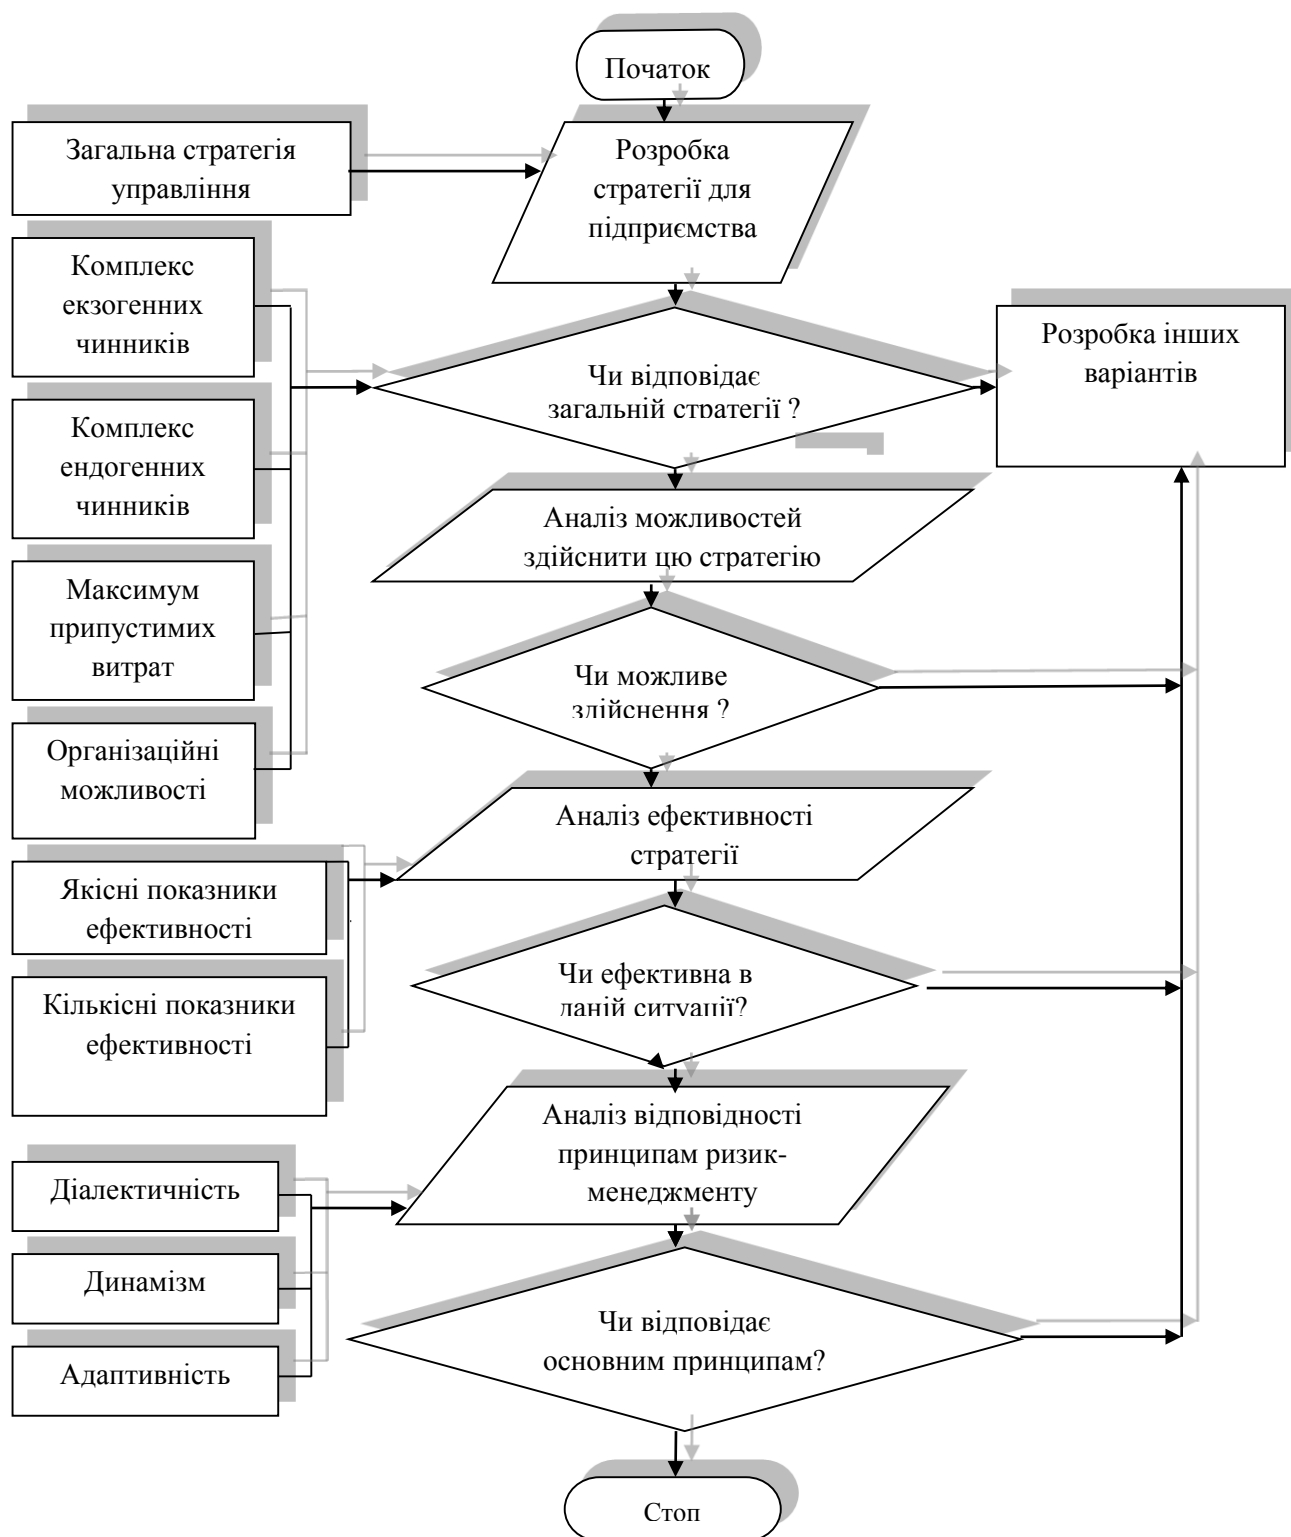 Початок
Загальна стратегія
управління
Розробка
стратегії для
підприємства
Комплекс
екзогенних
чинників
Розробка інших
варіантів
Чи відповідає
загальній стратегії ?
Комплекс
ендогенних
чинників
Аналіз можливостей
здійснити цю стратегію
Максимум
припустимих
витрат
Чи можливе
здійснення ?
Організаційні
можливості
Аналіз ефективності
стратегії
Якісні показники
ефективності
Чи ефективна в
даній ситуації?
Кількісні показники
ефективності
Аналіз відповідності
принципам ризик-
менеджменту
Діалектичність
Динамізм
Чи відповідає
основним принципам?
Адаптивність
Стоп